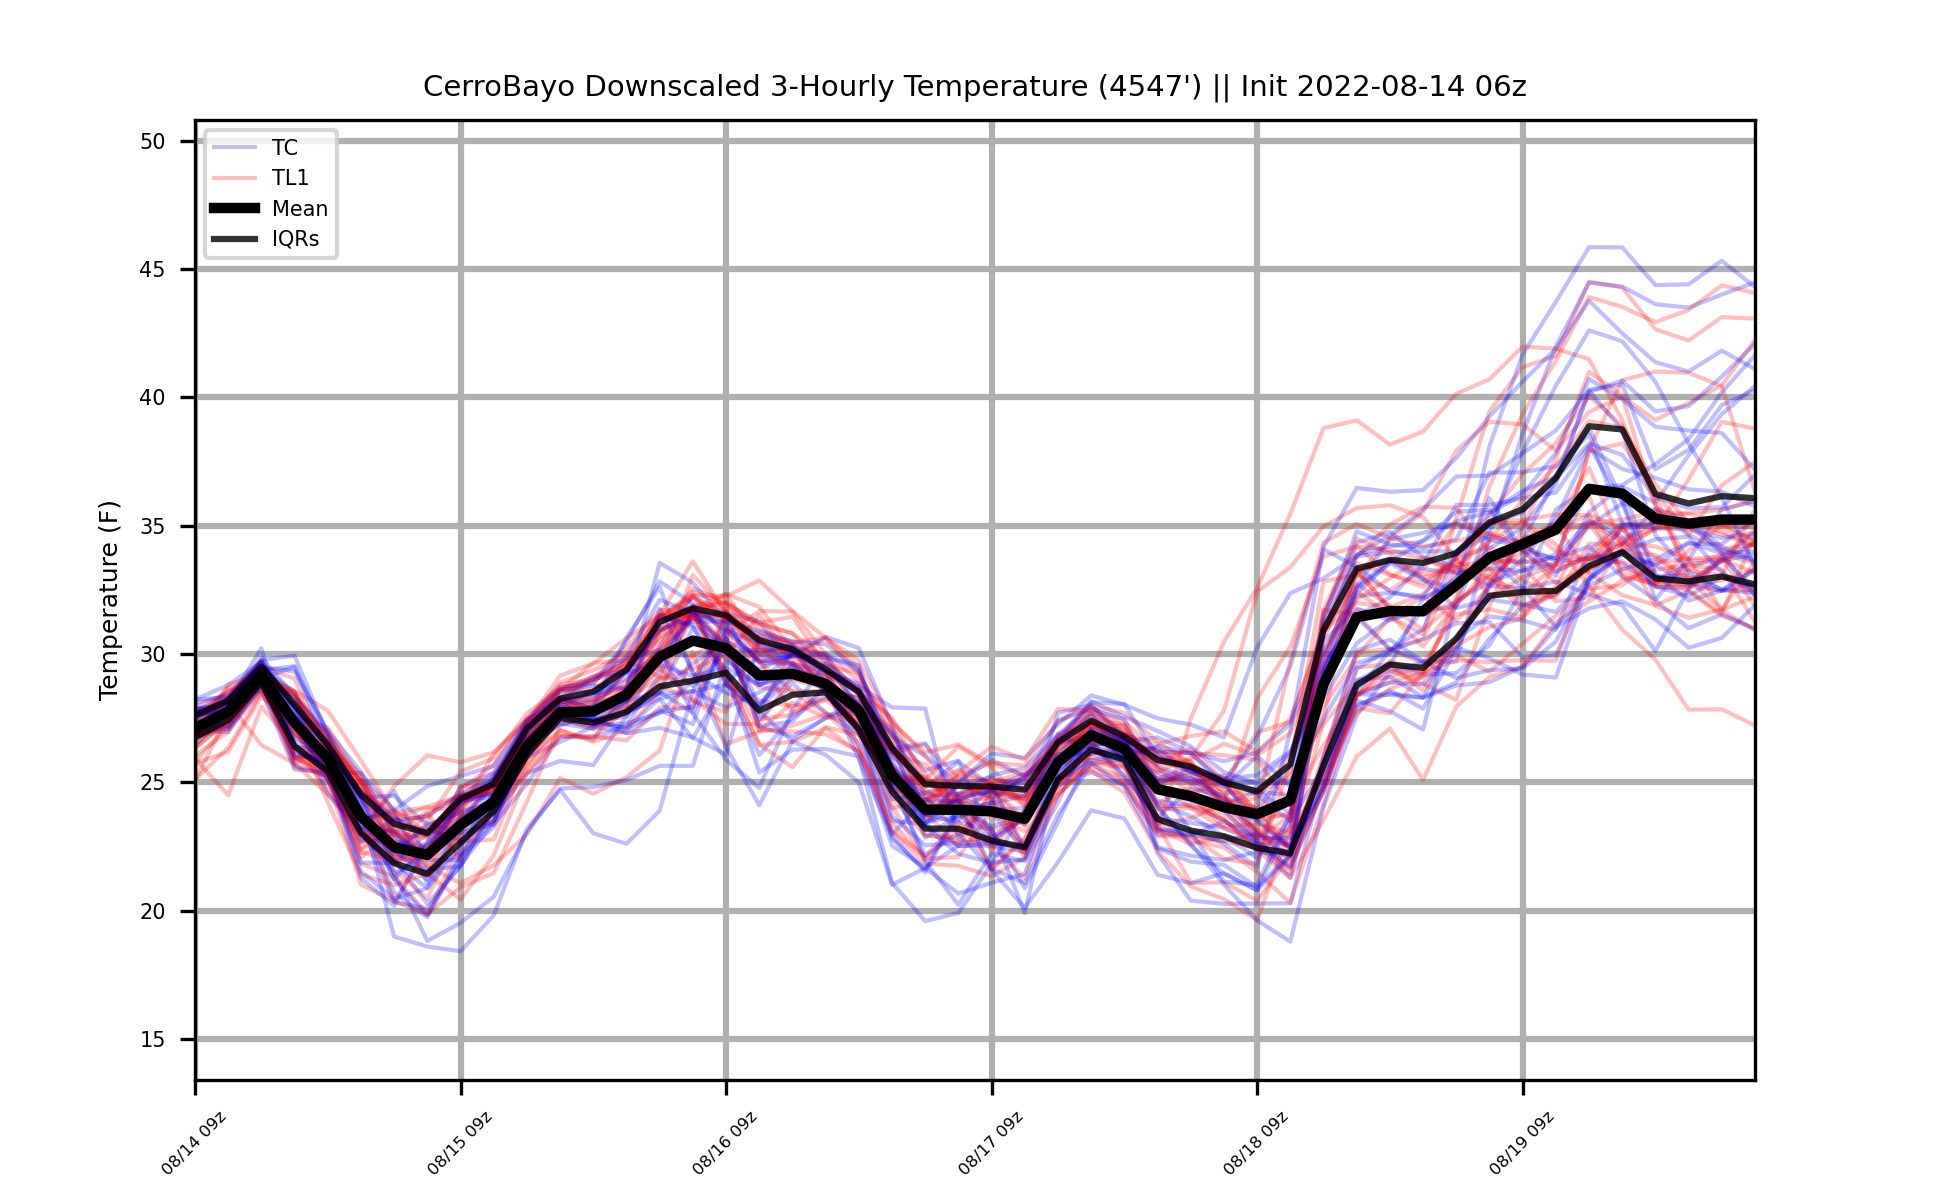 CerroBayo Downscaled 3-Hourly Temperature (4547') || Init 2022-08-14 06z
TC
TL1
Mean
IQRs
Temperature (F)
50
45
40
35
30
25
20
15
08/14 09z
08/15 09z
08/16 09z
08/17 09z
08/18 09z
08/19 09z